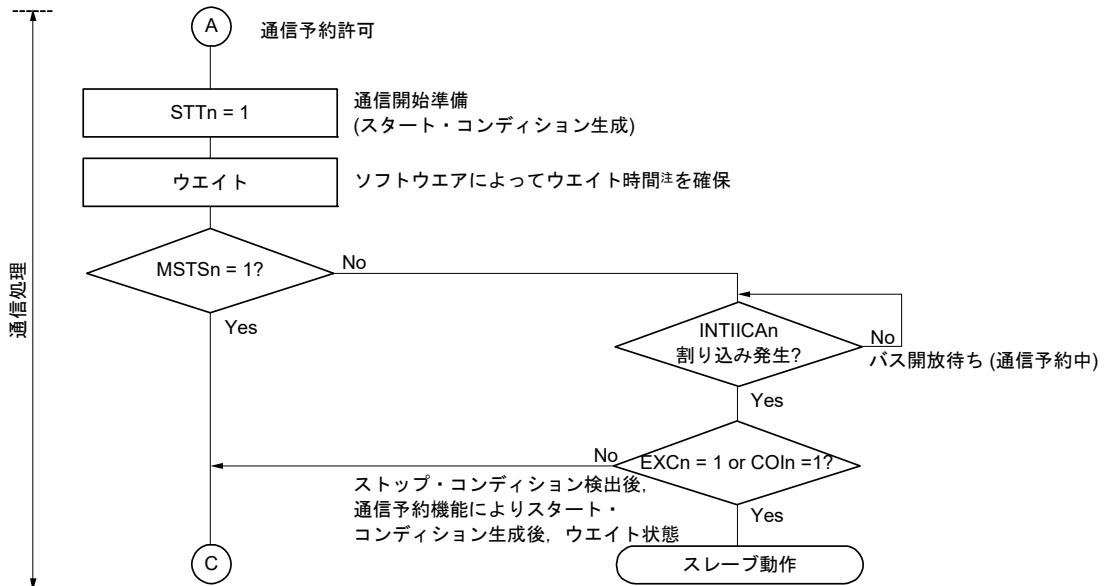 A 通信予約許可
STTn = 1
通信開始準備
(スタート・コンディション生成)
ウエイト
ソフトウエアによってウエイト時間注を確保
MSTSn = 1?
No
Yes
INTIICAn
割り込み発生?
No
バス開放待ち (通信予約中)
Yes
EXCn = 1 or COIn =1?
No
ストップ・コンディション検出後,
通信予約機能によりスタート・
コンディション生成後, ウエイト状態
Yes
C
スレーブ動作
通信処理